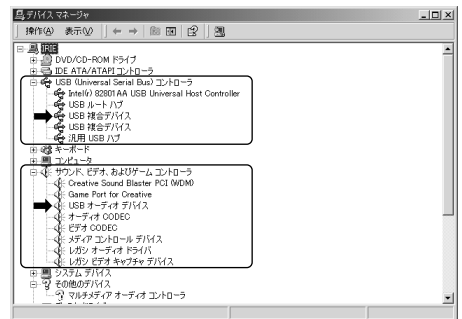 デバイス マネージャ
操作(A) 表示(V)
IRIE
DVD/CD-ROM ドライブ
IDE ATA/ATAPI コントローラ
USB (Universal Serial Bus) コントローラ
Intel(r) 82801AA USB Universal Host Controller
USB ルート ハブ
USB 複合デバイス
USB 複合デバイス
汎用 USB ハブ
キーボード
コンピュータ
サウンド、ビデオ、およびゲーム コントローラ
Creative Sound Blaster PCI (WDM)
Game Port for Creative
USB オーディオ デバイス
オーディオ CODEC
ビデオ CODEC
メディア コントロール デバイス
レガシ オーディオ ドライバ
レガシ ビデオ キャプチャ デバイス
システム デバイス
その他のデバイス
マルチメディア オーディオ コントローラ